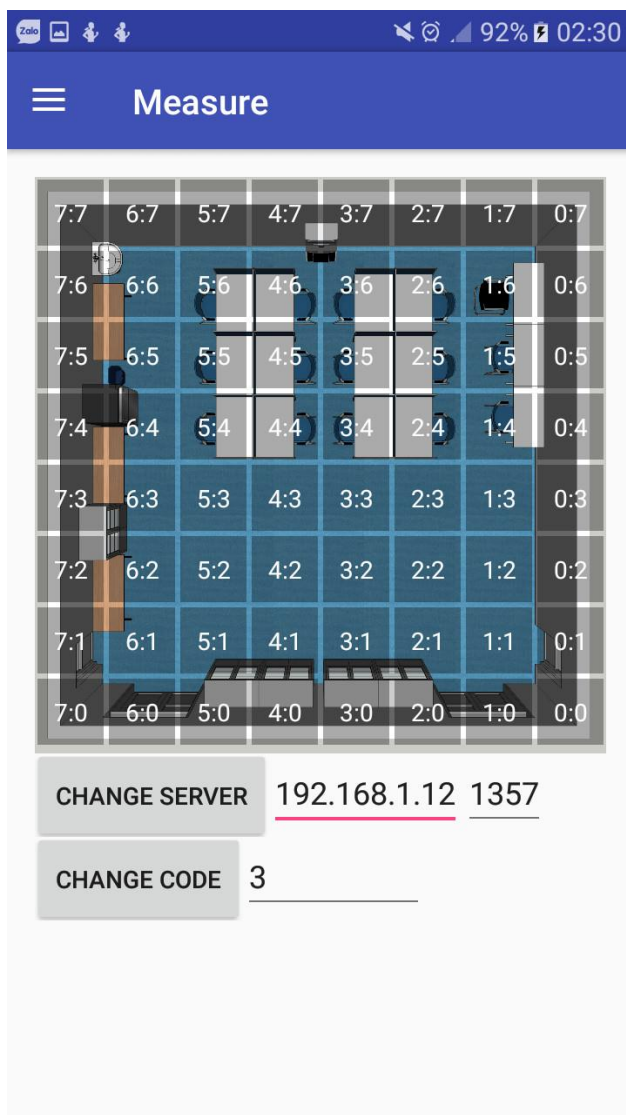 Zalo 92% 02:30
Measure
7:7 6:7 5:7 4:7 3:7 2:7 1:7 0:7
7:6 6:6 5:6 4:6 3:6 2:6 1:6 0:6
7:5 6:5 5:5 4:5 3:5 2:5 1:5 0:5
7:4 6:4 5:4 4:4 3:4 2:4 1:4 0:4
7:3 6:3 5:3 4:3 3:3 2:3 1:3 0:3
7:2 6:2 5:2 4:2 3:2 2:2 1:2 0:2
7:1 6:1 5:1 4:1 3:1 2:1 1:1 0:1
7:0 6:0 5:0 4:0 3:0 2:0 1:0 0:0
CHANGE SERVER 192.168.1.12 1357
CHANGE CODE 3